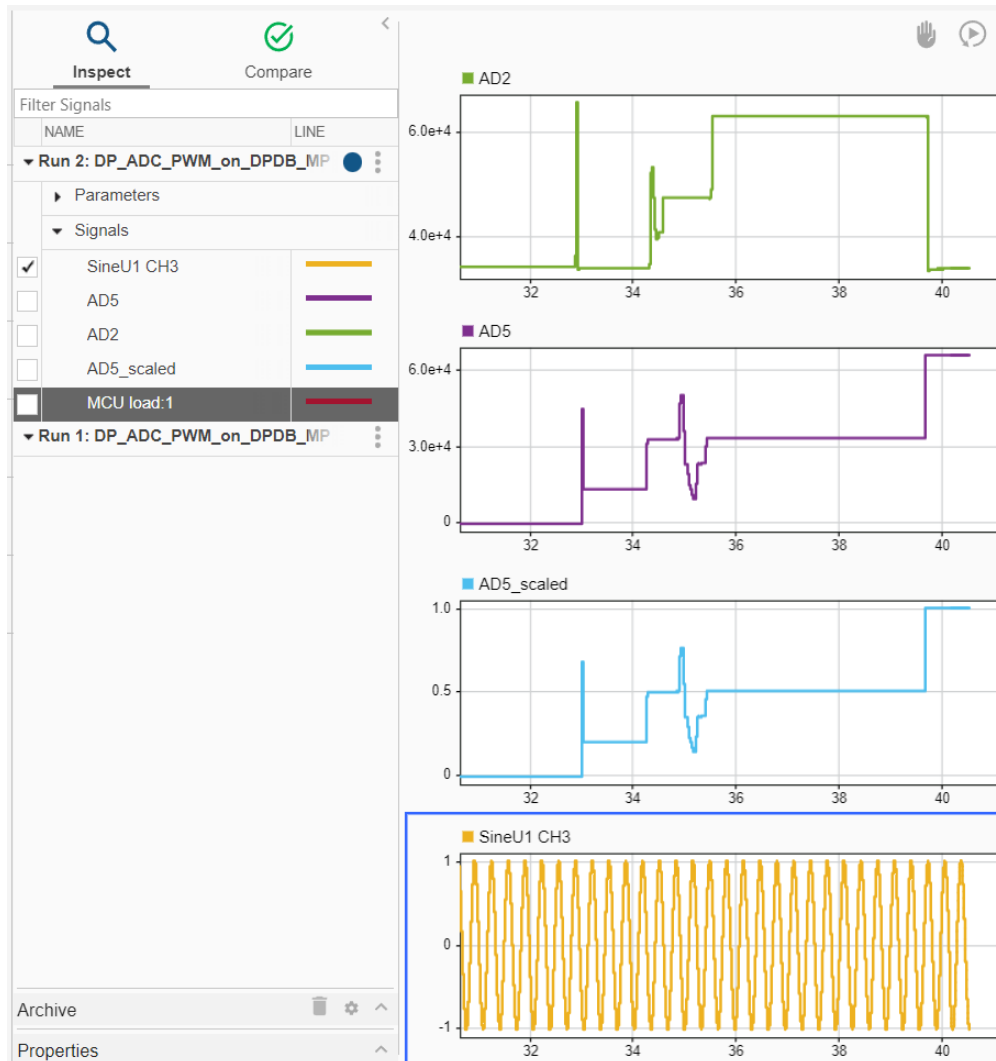 Inspect
Compare
Filter Signals
NAME LINE
Run 2: DP_ADC_PWM_on_DPDB_MP
Parameters
Signals
SineU1 CH3
AD5
AD2
AD5_scaled
MCU load:1
Run 1: DP_ADC_PWM_on_DPDB_MP
Archive
Properties
AD2
6.0e+4
4.0e+4
32 34 36 38 40
AD5
6.0e+4
3.0e+4
0
32 34 36 38 40
AD5_scaled
1.0
0.5
0
32 34 36 38 40
SineU1 CH3
1
0
-1
32 34 36 38 40